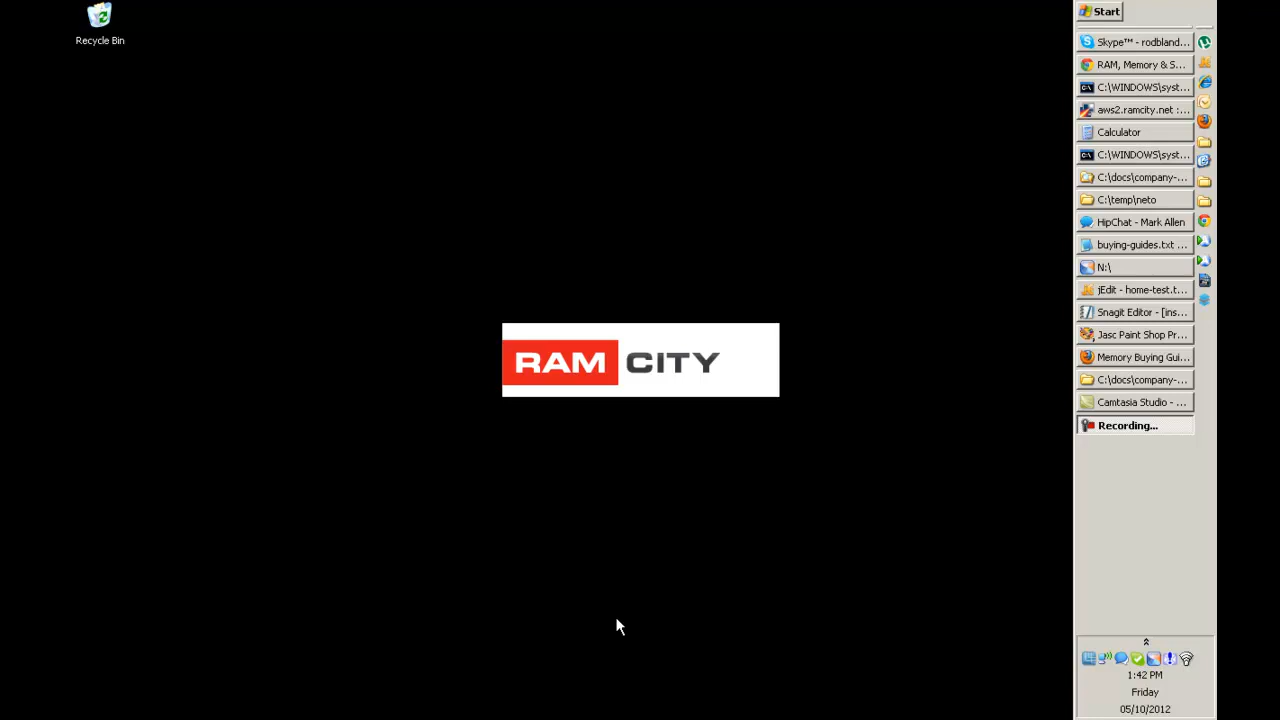 Recycle Bin
RAM CITY
Start
Skype™ - rodbland...
RAM, Memory & S...
C:\WINDOWS\syst...
aws2.ramcity.net :...
Calculator
C:\WINDOWS\syst...
C:\docs\company-...
C:\temp\neto
HipChat - Mark Allen
buying-guides.txt ...
N:\
jEdit - home-test.t...
Snagit Editor - [ins...
Jasc Paint Shop Pr...
Memory Buying Gui...
C:\docs\company-...
Camtasia Studio - ...
Recording...
1:42 PM
Friday
05/10/2012